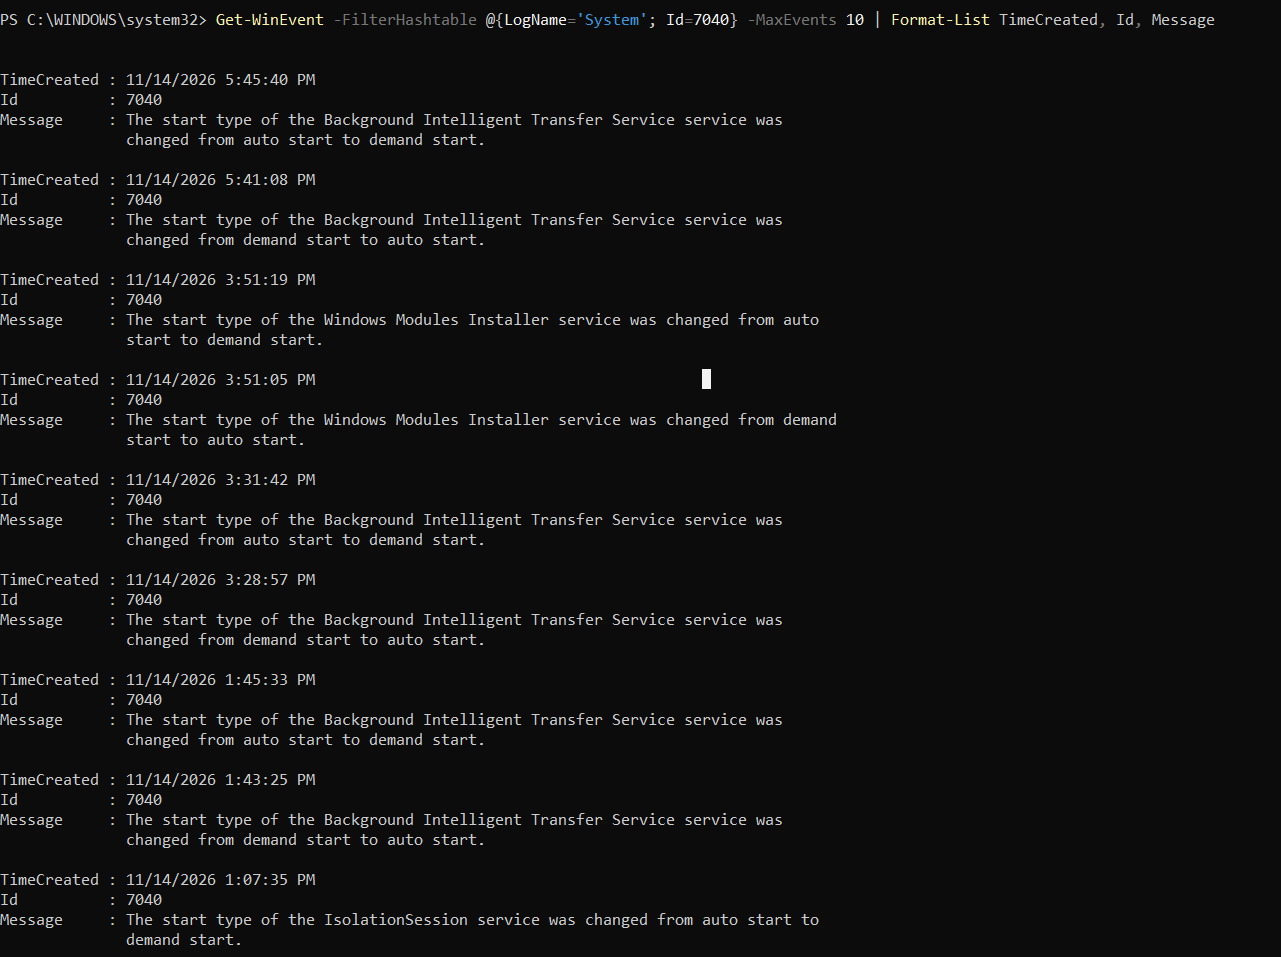 PS C:\WINDOWS\system32> Get-WinEvent -FilterHashtable @{LogName='System'; Id=7040} -MaxEvents 10 | Format-List TimeCreated, Id, Message
TimeCreated : 11/14/2026 5:45:40 PM
Id          : 7040
Message     : The start type of the Background Intelligent Transfer Service service was
              changed from auto start to demand start.
TimeCreated : 11/14/2026 5:41:08 PM
Id          : 7040
Message     : The start type of the Background Intelligent Transfer Service service was
              changed from demand start to auto start.
TimeCreated : 11/14/2026 3:51:19 PM
Id          : 7040
Message     : The start type of the Windows Modules Installer service was changed from auto
              start to demand start.
TimeCreated : 11/14/2026 3:51:05 PM
Id          : 7040
Message     : The start type of the Windows Modules Installer service was changed from demand
              start to auto start.
TimeCreated : 11/14/2026 3:31:42 PM
Id          : 7040
Message     : The start type of the Background Intelligent Transfer Service service was
              changed from auto start to demand start.
TimeCreated : 11/14/2026 3:28:57 PM
Id          : 7040
Message     : The start type of the Background Intelligent Transfer Service service was
              changed from demand start to auto start.
TimeCreated : 11/14/2026 1:45:33 PM
Id          : 7040
Message     : The start type of the Background Intelligent Transfer Service service was
              changed from auto start to demand start.
TimeCreated : 11/14/2026 1:43:25 PM
Id          : 7040
Message     : The start type of the Background Intelligent Transfer Service service was
              changed from demand start to auto start.
TimeCreated : 11/14/2026 1:07:35 PM
Id          : 7040
Message     : The start type of the IsolationSession service was changed from auto start to
              demand start.